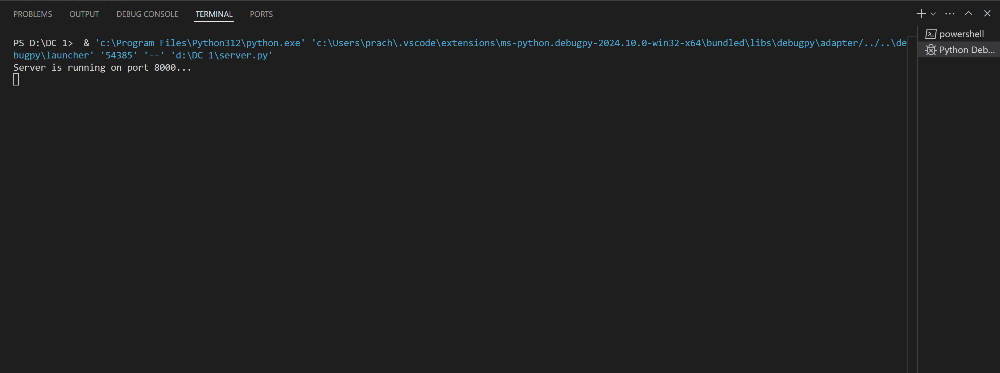 PROBLEMS OUTPUT DEBUG CONSOLE TERMINAL PORTS
powershell
Python Deb...
PS D:\DC 1>  & 'c:\Program Files\Python312\python.exe' 'c:\Users\prach\.vscode\extensions\ms-python.debugpy-2024.10.0-win32-x64\bundled\libs\debugpy\adapter/../..\de
bugpy\launcher' '54385' '--' 'd:\DC 1\server.py'
Server is running on port 8000...